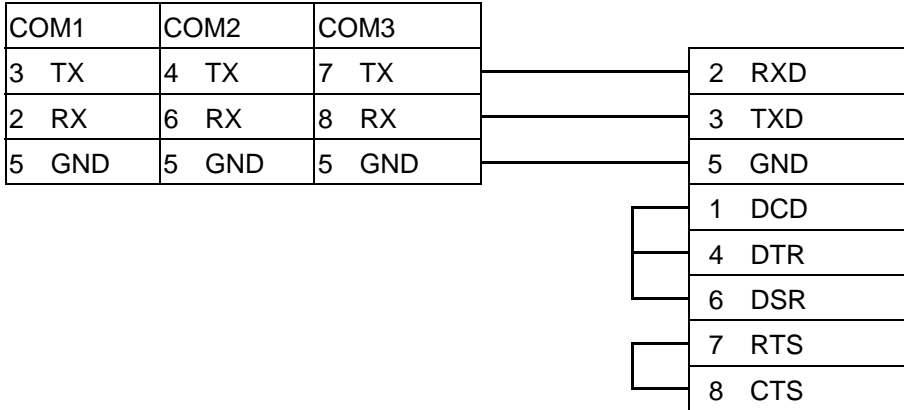 COM1 COM2 COM3
3 TX 4 TX 7 TX 2 RXD
2 RX 6 RX 8 RX 3 TXD
5 GND 5 GND 5 GND 5 GND
1 DCD
4 DTR
6 DSR
7 RTS
8 CTS